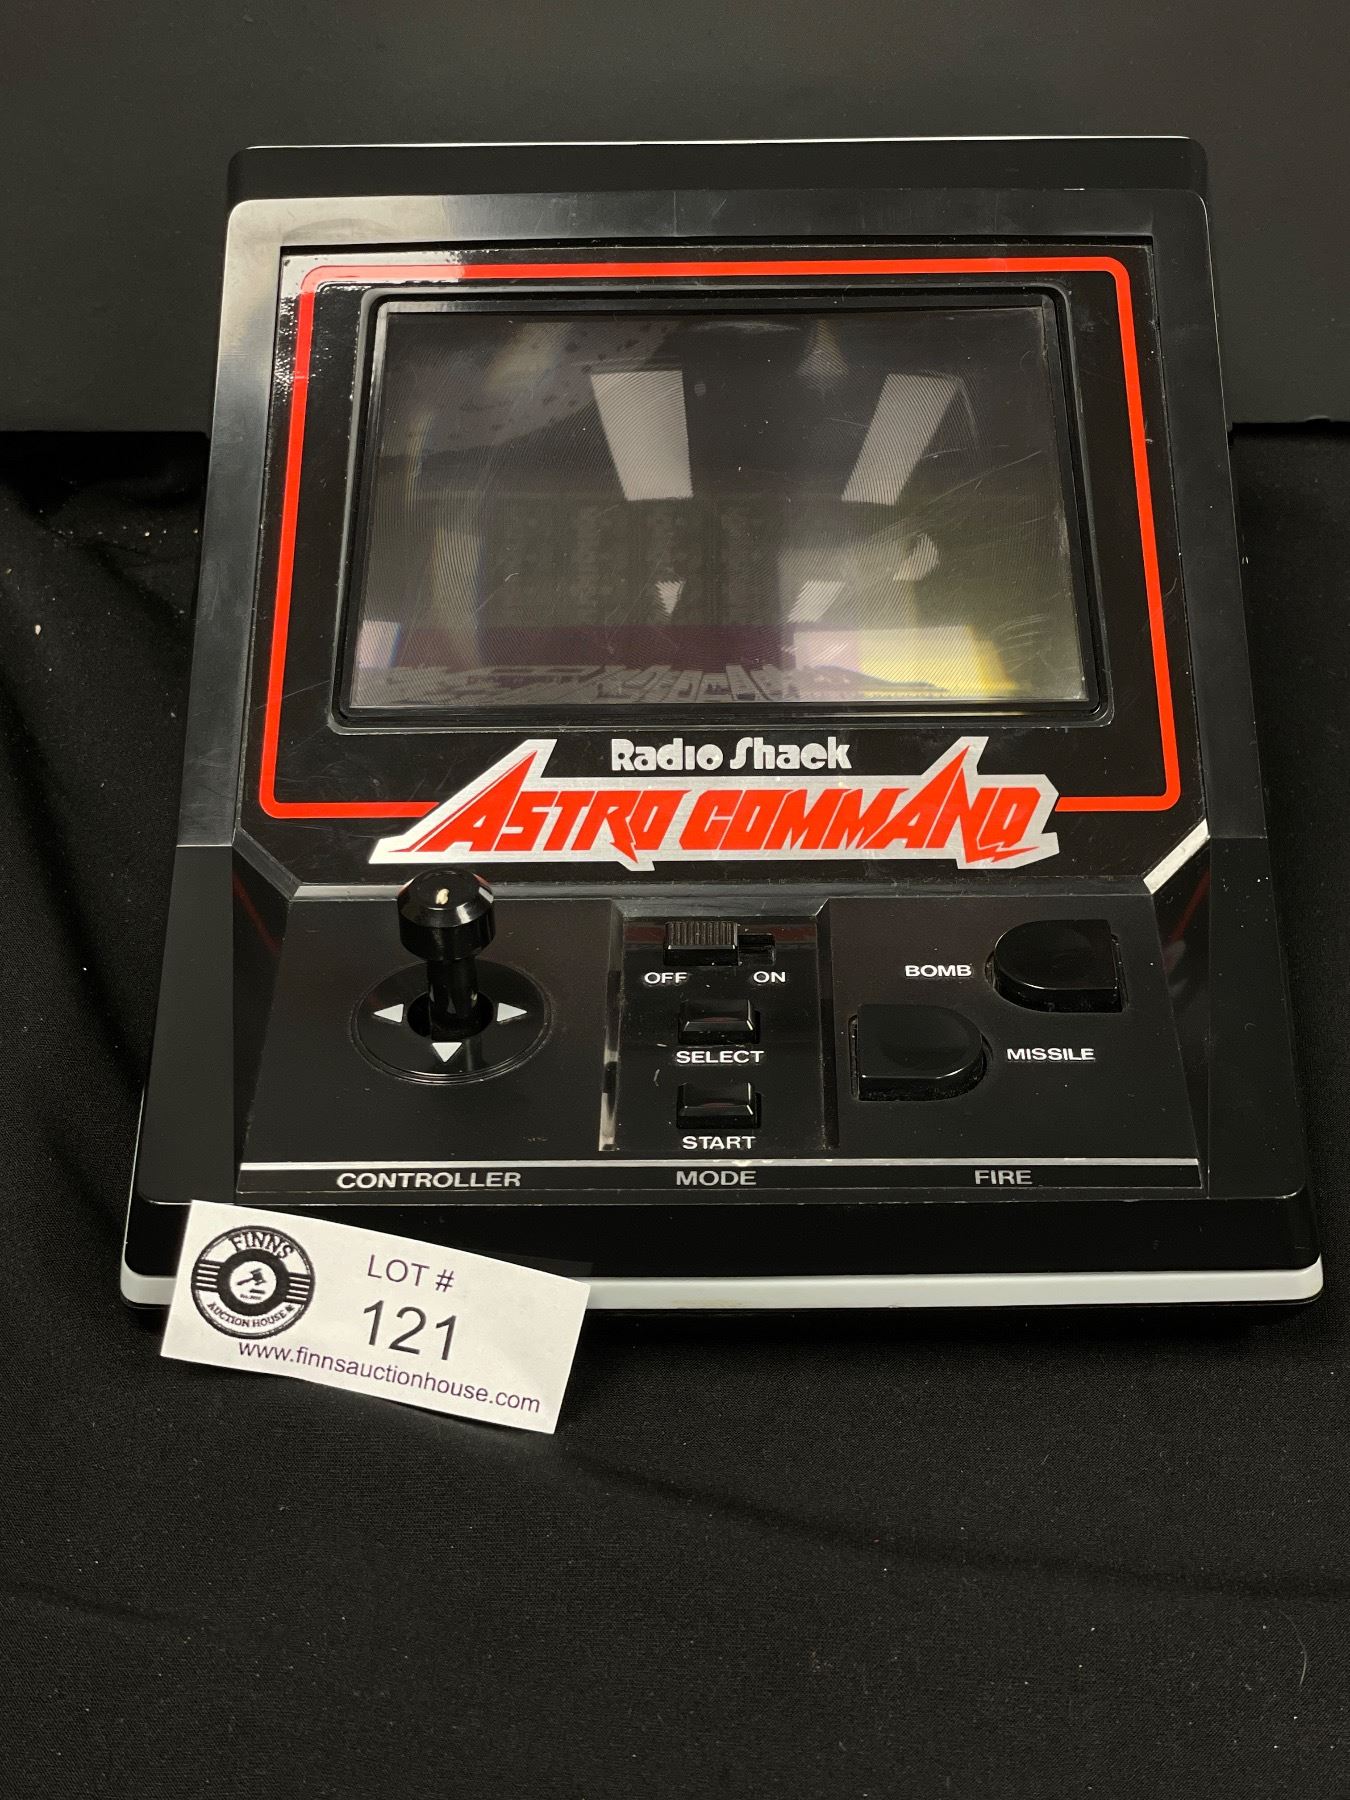 Radio Shack
ASTRO COMMAND
OFF ON
BOMB
SELECT
MISSILE
START
CONTROLLER MODE FIRE
FINNS
AUCTION HOUSE
LOT #
121
www.finnsauctionhouse.com